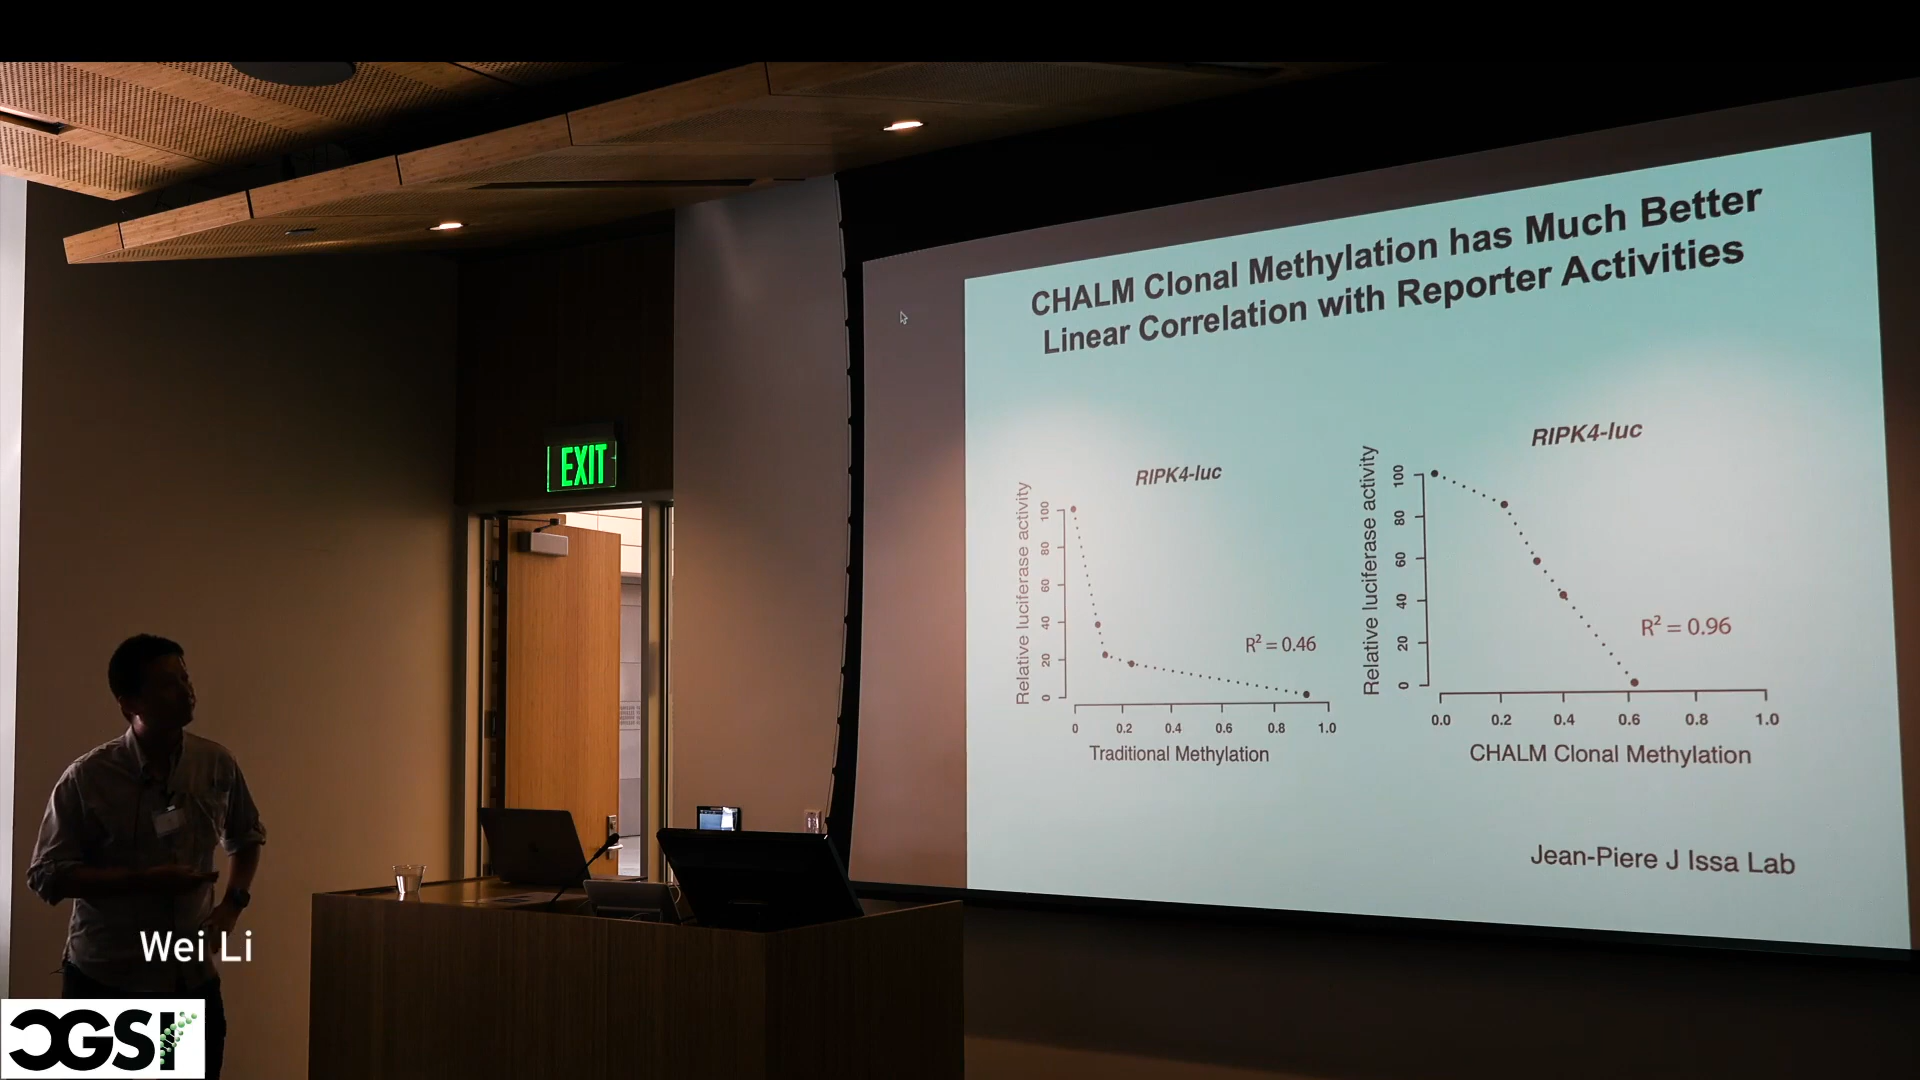 CHALM Clonal Methylation has Much Better
Linear Correlation with Reporter Activities
RIPK4-luc
Relative luciferase activity
100
80
60
40
20
0
R² = 0.46
0 0.2 0.4 0.6 0.8 1.0
Traditional Methylation
RIPK4-luc
Relative luciferase activity
100
80
60
40
20
0
R² = 0.96
0.0 0.2 0.4 0.6 0.8 1.0
CHALM Clonal Methylation
Jean-Piere J Issa Lab
EXIT
Wei Li
CGSI